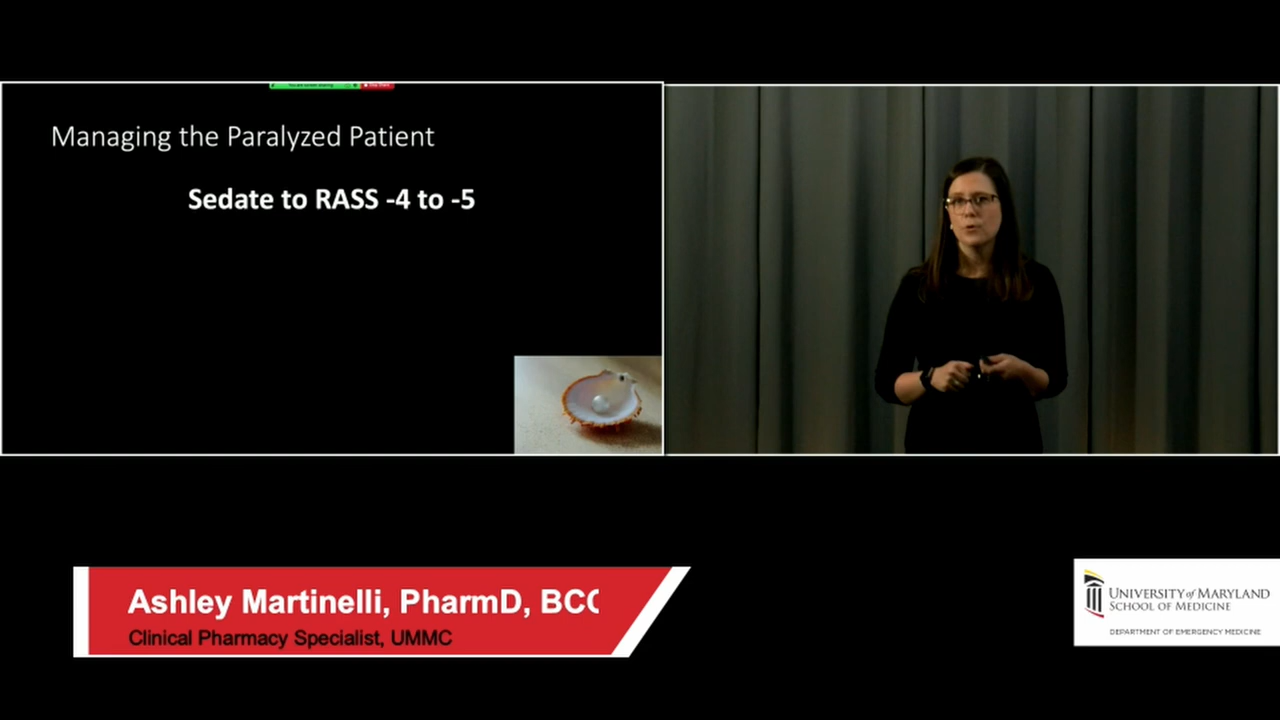 Managing the Paralyzed Patient
Sedate to RASS -4 to -5
Ashley Martinelli, PharmD, BCC
Clinical Pharmacy Specialist, UMMC
UNIVERSITY of MARYLAND
SCHOOL OF MEDICINE
DEPARTMENT OF EMERGENCY MEDICINE